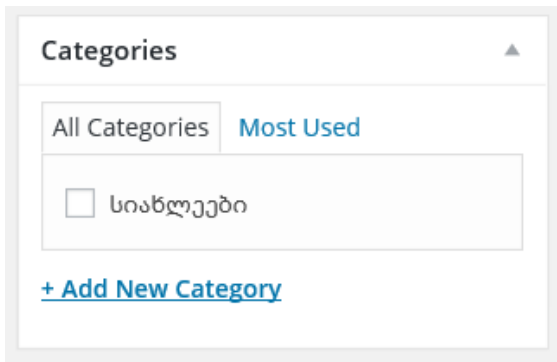 Categories
All Categories
Most Used
სიახლეები
+ Add New Category